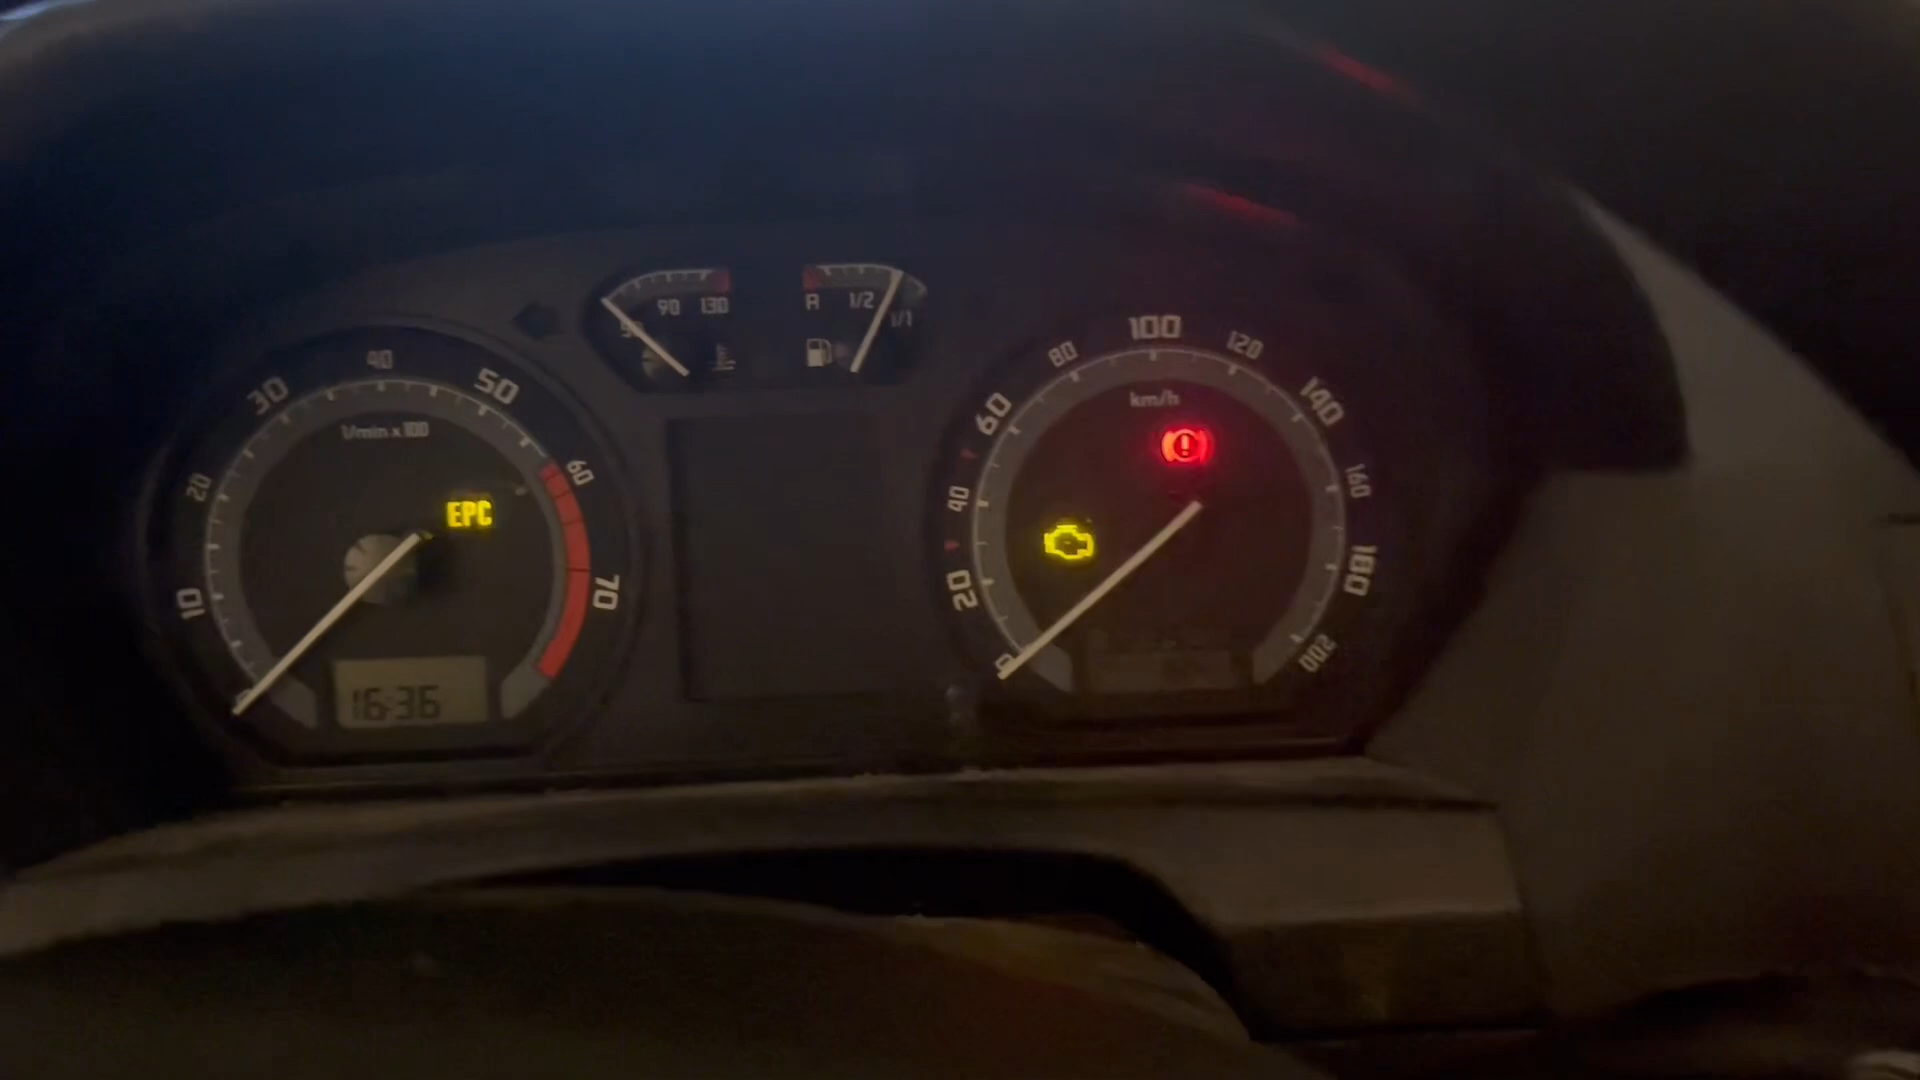 50 90 130
R 1/2 1/1
10 20 30 40 50 60 70
1/min x 100
EPC
16:36
0 20 40 60 80 100 120 140 160 180 200
km/h